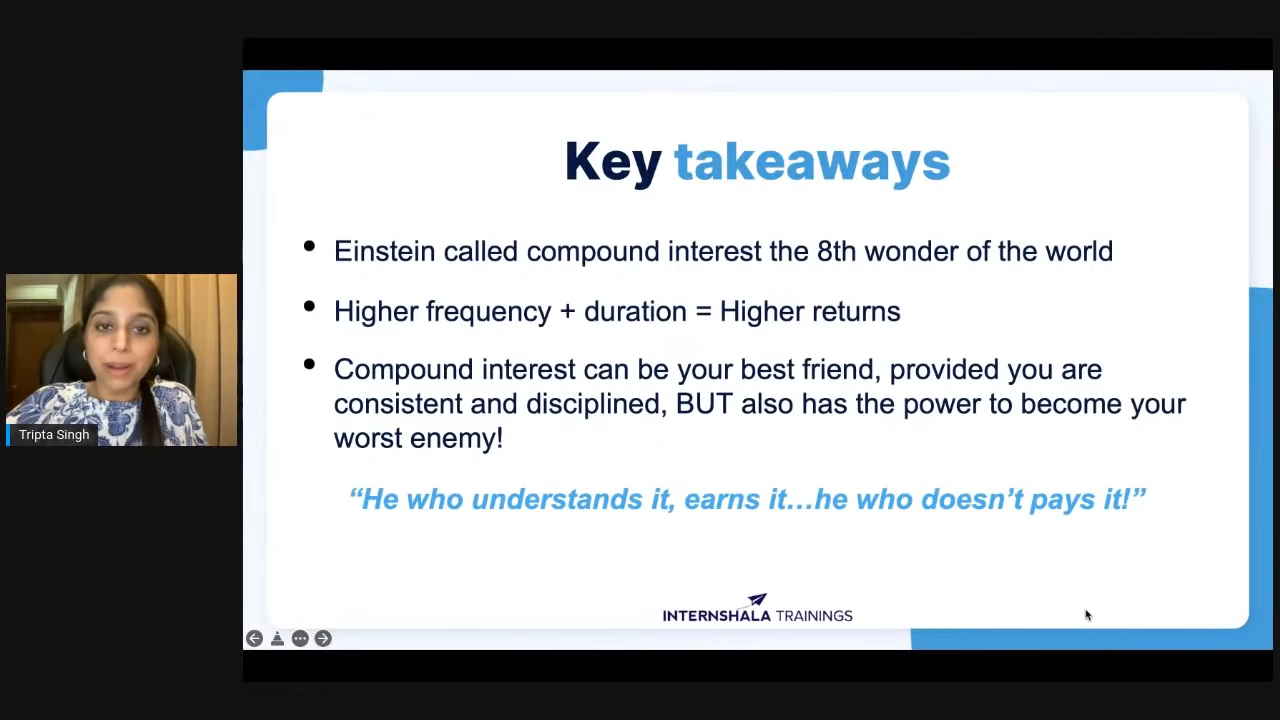 Key takeaways
• Einstein called compound interest the 8th wonder of the world
• Higher frequency + duration = Higher returns
• Compound interest can be your best friend, provided you are
consistent and disciplined, BUT also has the power to become your
worst enemy!
“He who understands it, earns it…he who doesn’t pays it!”
INTERNSHALA TRAININGS
Tripta Singh